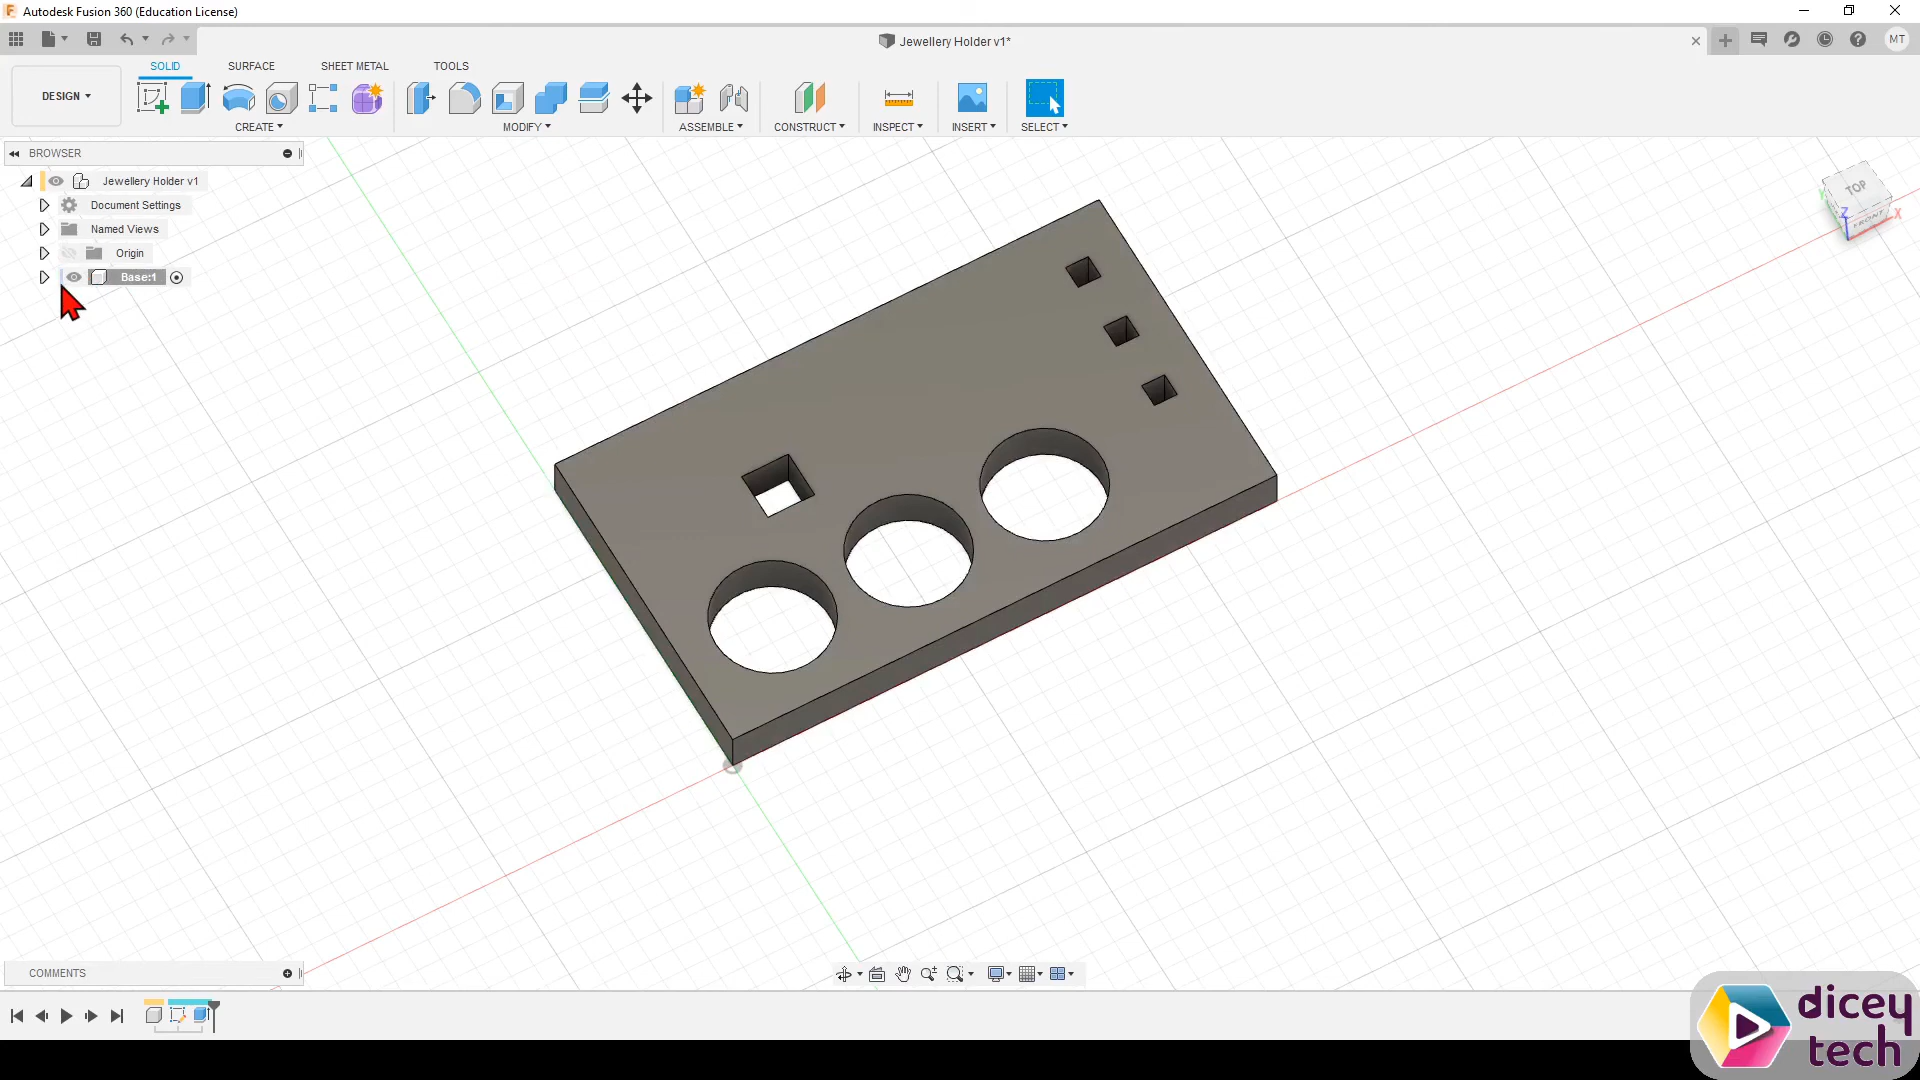 Autodesk Fusion 360 (Education License)
Jewellery Holder v1*
MT
SOLID
SURFACE
SHEET METAL
TOOLS
DESIGN
CREATE
MODIFY
ASSEMBLE
CONSTRUCT
INSPECT
INSERT
SELECT
BROWSER
Jewellery Holder v1
Document Settings
Named Views
Origin
Base:1
TOP
FRONT
X
Y
Z
COMMENTS
dicey
tech